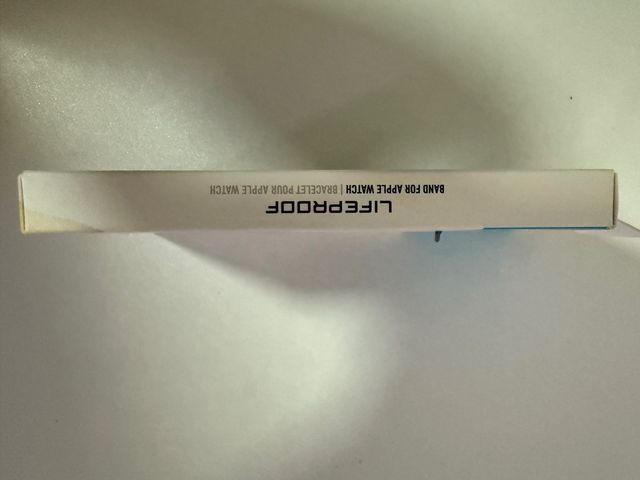 LIFEPROOF
BAND FOR APPLE WATCH | BRACELET POUR APPLE WATCH